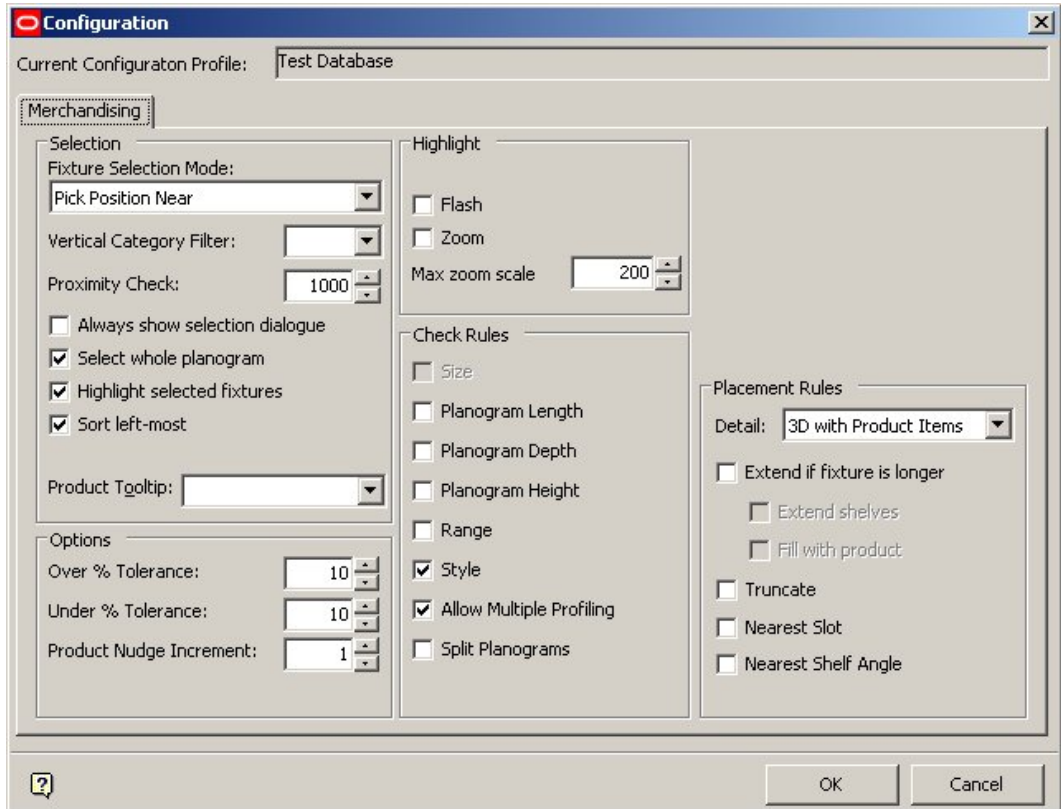 Configuration
Current Configuraton Profile: Test Database
Merchandising
Selection
Fixture Selection Mode:
Pick Position Near
Vertical Category Filter:
Proximity Check: 1000
Always show selection dialogue
Select whole planogram
Highlight selected fixtures
Sort left-most
Product Tooltip:
Options
Over % Tolerance: 10
Under % Tolerance: 10
Product Nudge Increment: 1
Highlight
Flash
Zoom
Max zoom scale 200
Check Rules
Size
Planogram Length
Planogram Depth
Planogram Height
Range
Style
Allow Multiple Profiling
Split Planograms
Placement Rules
Detail: 3D with Product Items
Extend if fixture is longer
Extend shelves
Fill with product
Truncate
Nearest Slot
Nearest Shelf Angle
?
OK Cancel